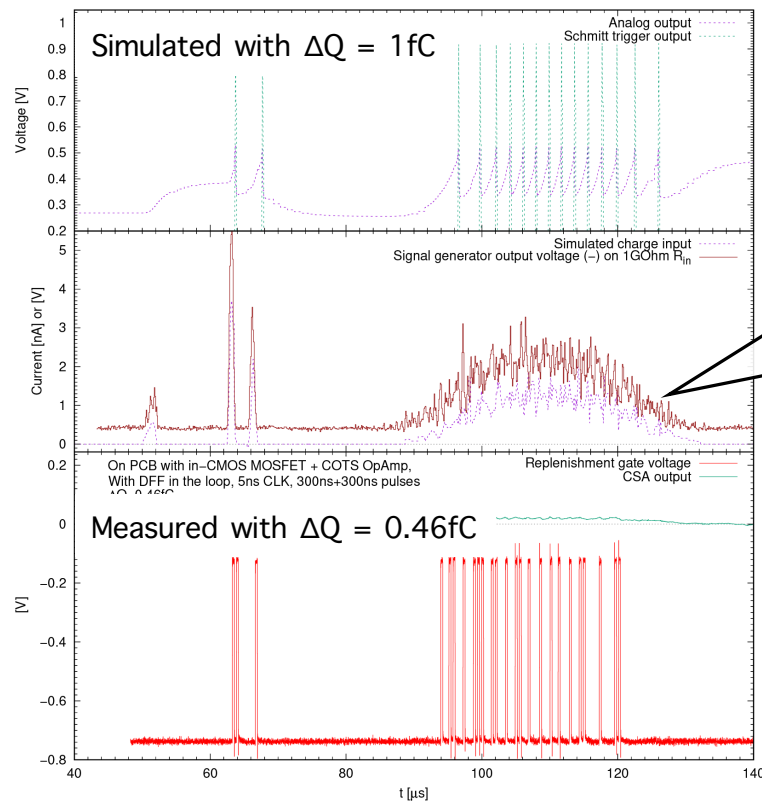 Simulated with ΔQ = 1fC
Analog output
Schmitt trigger output
Voltage [V]
1
0.9
0.8
0.7
0.6
0.5
0.4
0.3
0.2
Simulated charge input
Signal generator output voltage (−) on 1GOhm Rin
Current [nA] or [V]
5
4
3
2
1
0
On PCB with in-CMOS MOSFET + COTS OpAmp,
With DFF in the loop, 5ns CLK, 300ns+300ns pulses
Replenishment gate voltage
CSA output
Measured with ΔQ = 0.46fC
[V]
0.2
0
−0.2
−0.4
−0.6
−0.8
40 60 80 100 120 140
t [μs]